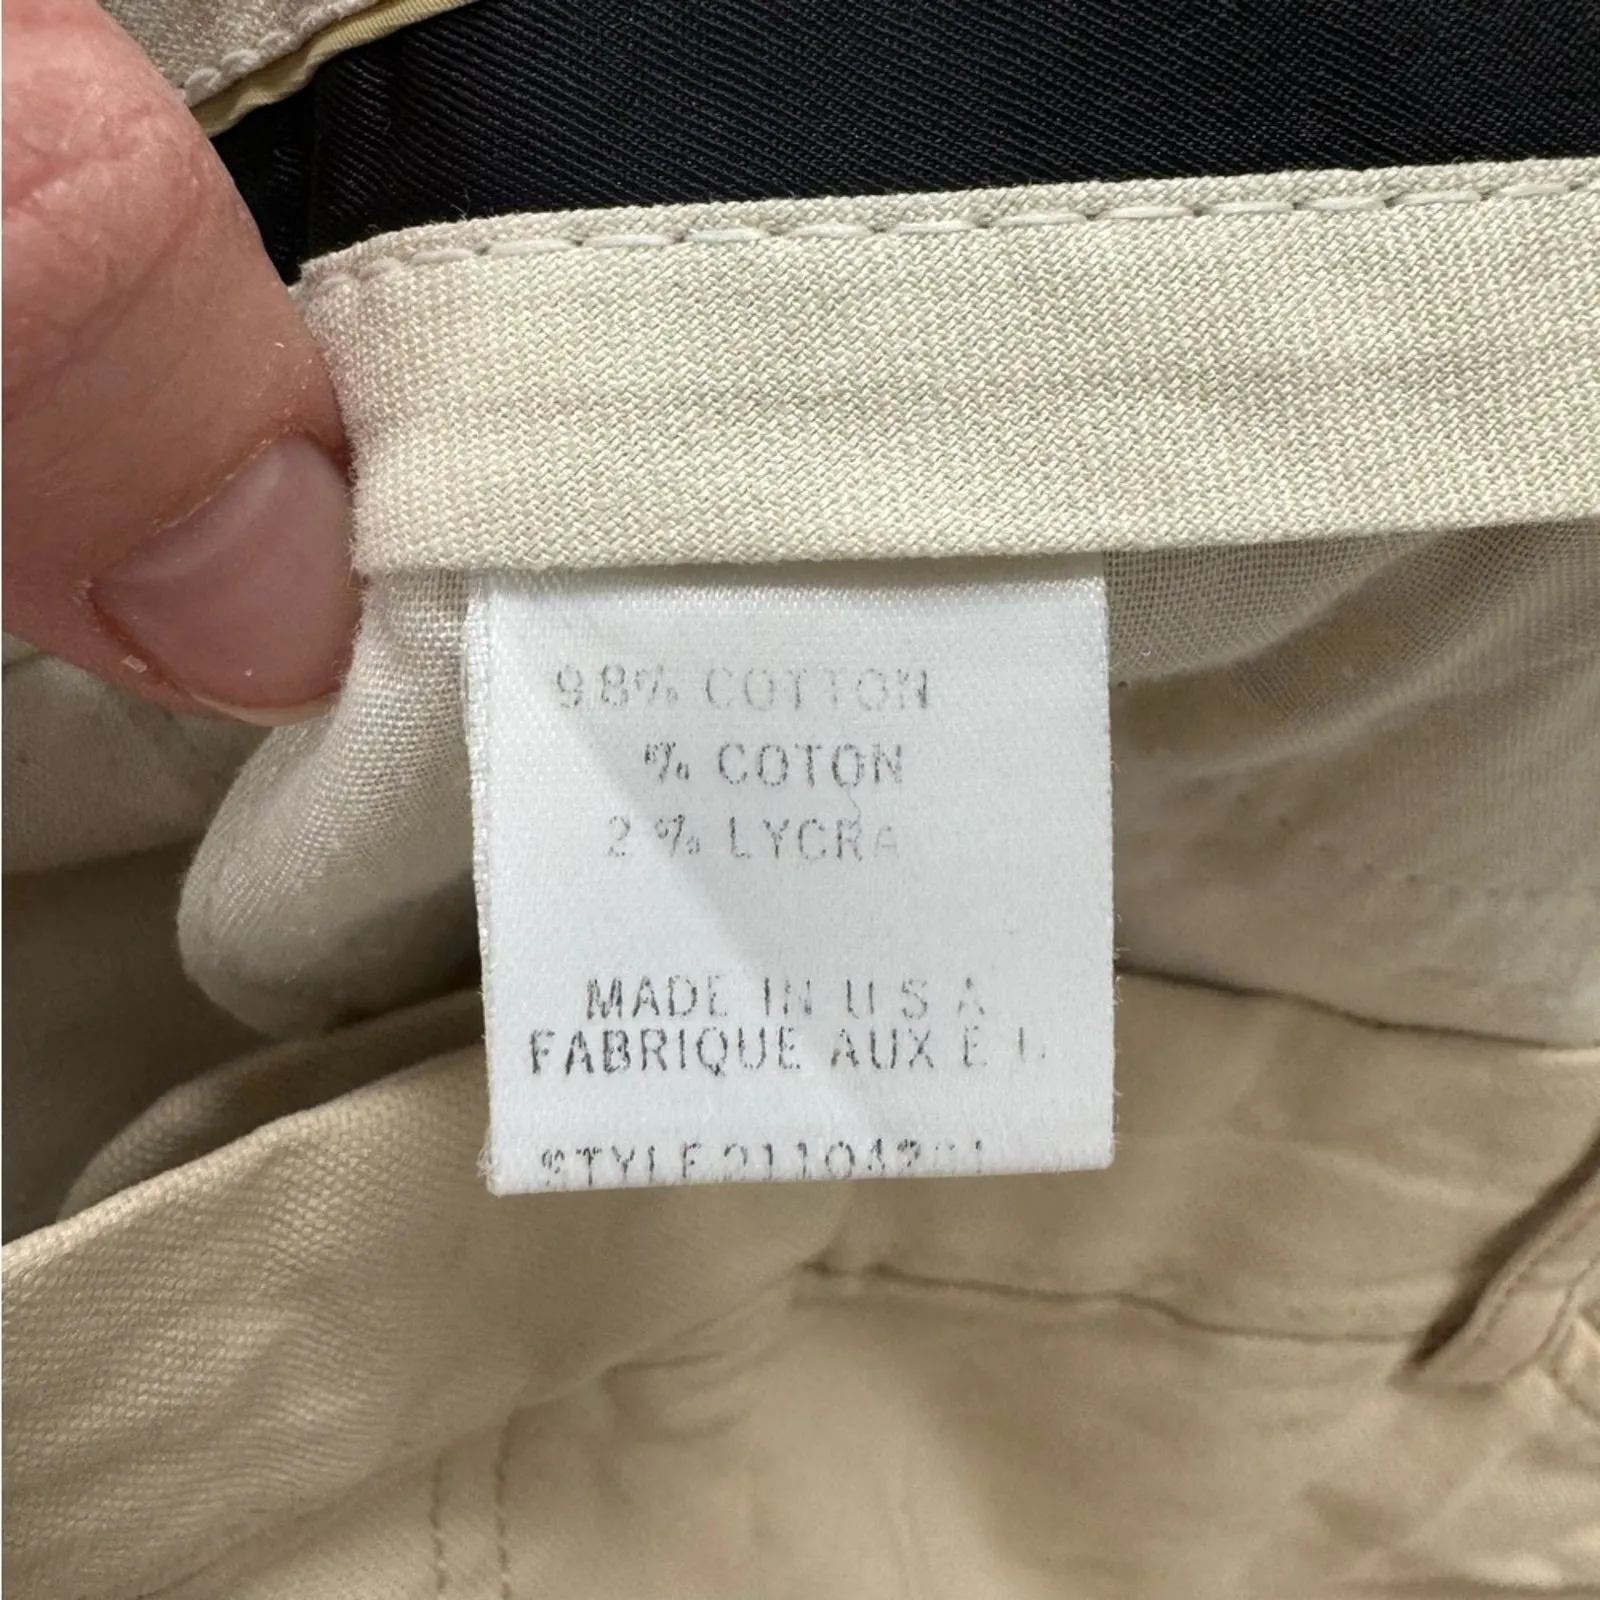 98% COTTON
% COTON
2% LYCRA
MADE IN U S A
FABRIQUE AUX E U
STYLE